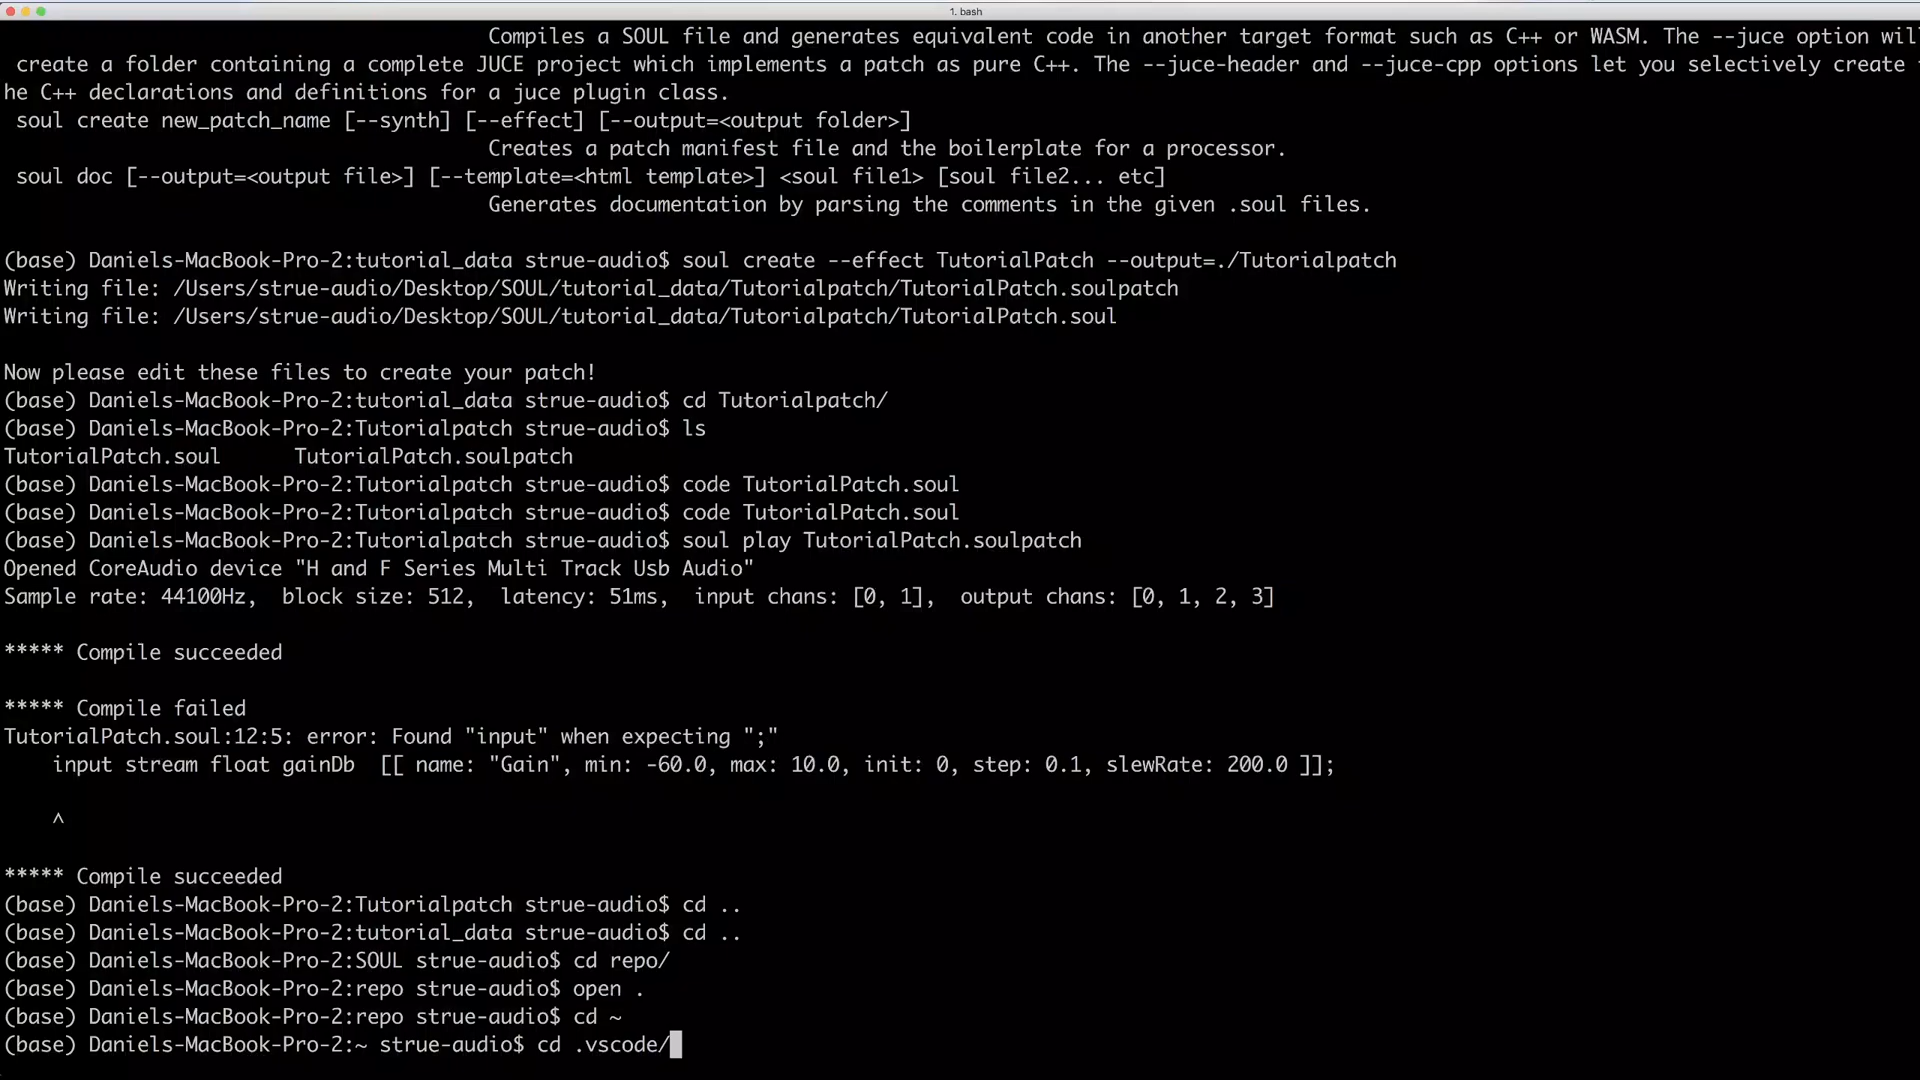 1. bash
Compiles a SOUL file and generates equivalent code in another target format such as C++ or WASM. The --juce option wil
create a folder containing a complete JUCE project which implements a patch as pure C++. The --juce-header and --juce-cpp options let you selectively create
he C++ declarations and definitions for a juce plugin class.
soul create new_patch_name [--synth] [--effect] [--output=<output folder>]
Creates a patch manifest file and the boilerplate for a processor.
soul doc [--output=<output file>] [--template=<html template>] <soul file1> [soul file2... etc]
Generates documentation by parsing the comments in the given .soul files.
(base) Daniels-MacBook-Pro-2:tutorial_data strue-audio$ soul create --effect TutorialPatch --output=./Tutorialpatch
Writing file: /Users/strue-audio/Desktop/SOUL/tutorial_data/Tutorialpatch/TutorialPatch.soulpatch
Writing file: /Users/strue-audio/Desktop/SOUL/tutorial_data/Tutorialpatch/TutorialPatch.soul
Now please edit these files to create your patch!
(base) Daniels-MacBook-Pro-2:tutorial_data strue-audio$ cd Tutorialpatch/
(base) Daniels-MacBook-Pro-2:Tutorialpatch strue-audio$ ls
TutorialPatch.soul TutorialPatch.soulpatch
(base) Daniels-MacBook-Pro-2:Tutorialpatch strue-audio$ code TutorialPatch.soul
(base) Daniels-MacBook-Pro-2:Tutorialpatch strue-audio$ code TutorialPatch.soul
(base) Daniels-MacBook-Pro-2:Tutorialpatch strue-audio$ soul play TutorialPatch.soulpatch
Opened CoreAudio device "H and F Series Multi Track Usb Audio"
Sample rate: 44100Hz, block size: 512, latency: 51ms, input chans: [0, 1], output chans: [0, 1, 2, 3]
***** Compile succeeded
***** Compile failed
TutorialPatch.soul:12:5: error: Found "input" when expecting ";"
input stream float gainDb [[ name: "Gain", min: -60.0, max: 10.0, init: 0, step: 0.1, slewRate: 200.0 ]];
^
***** Compile succeeded
(base) Daniels-MacBook-Pro-2:Tutorialpatch strue-audio$ cd ..
(base) Daniels-MacBook-Pro-2:tutorial_data strue-audio$ cd ..
(base) Daniels-MacBook-Pro-2:SOUL strue-audio$ cd repo/
(base) Daniels-MacBook-Pro-2:repo strue-audio$ open .
(base) Daniels-MacBook-Pro-2:repo strue-audio$ cd ~
(base) Daniels-MacBook-Pro-2:~ strue-audio$ cd .vscode/